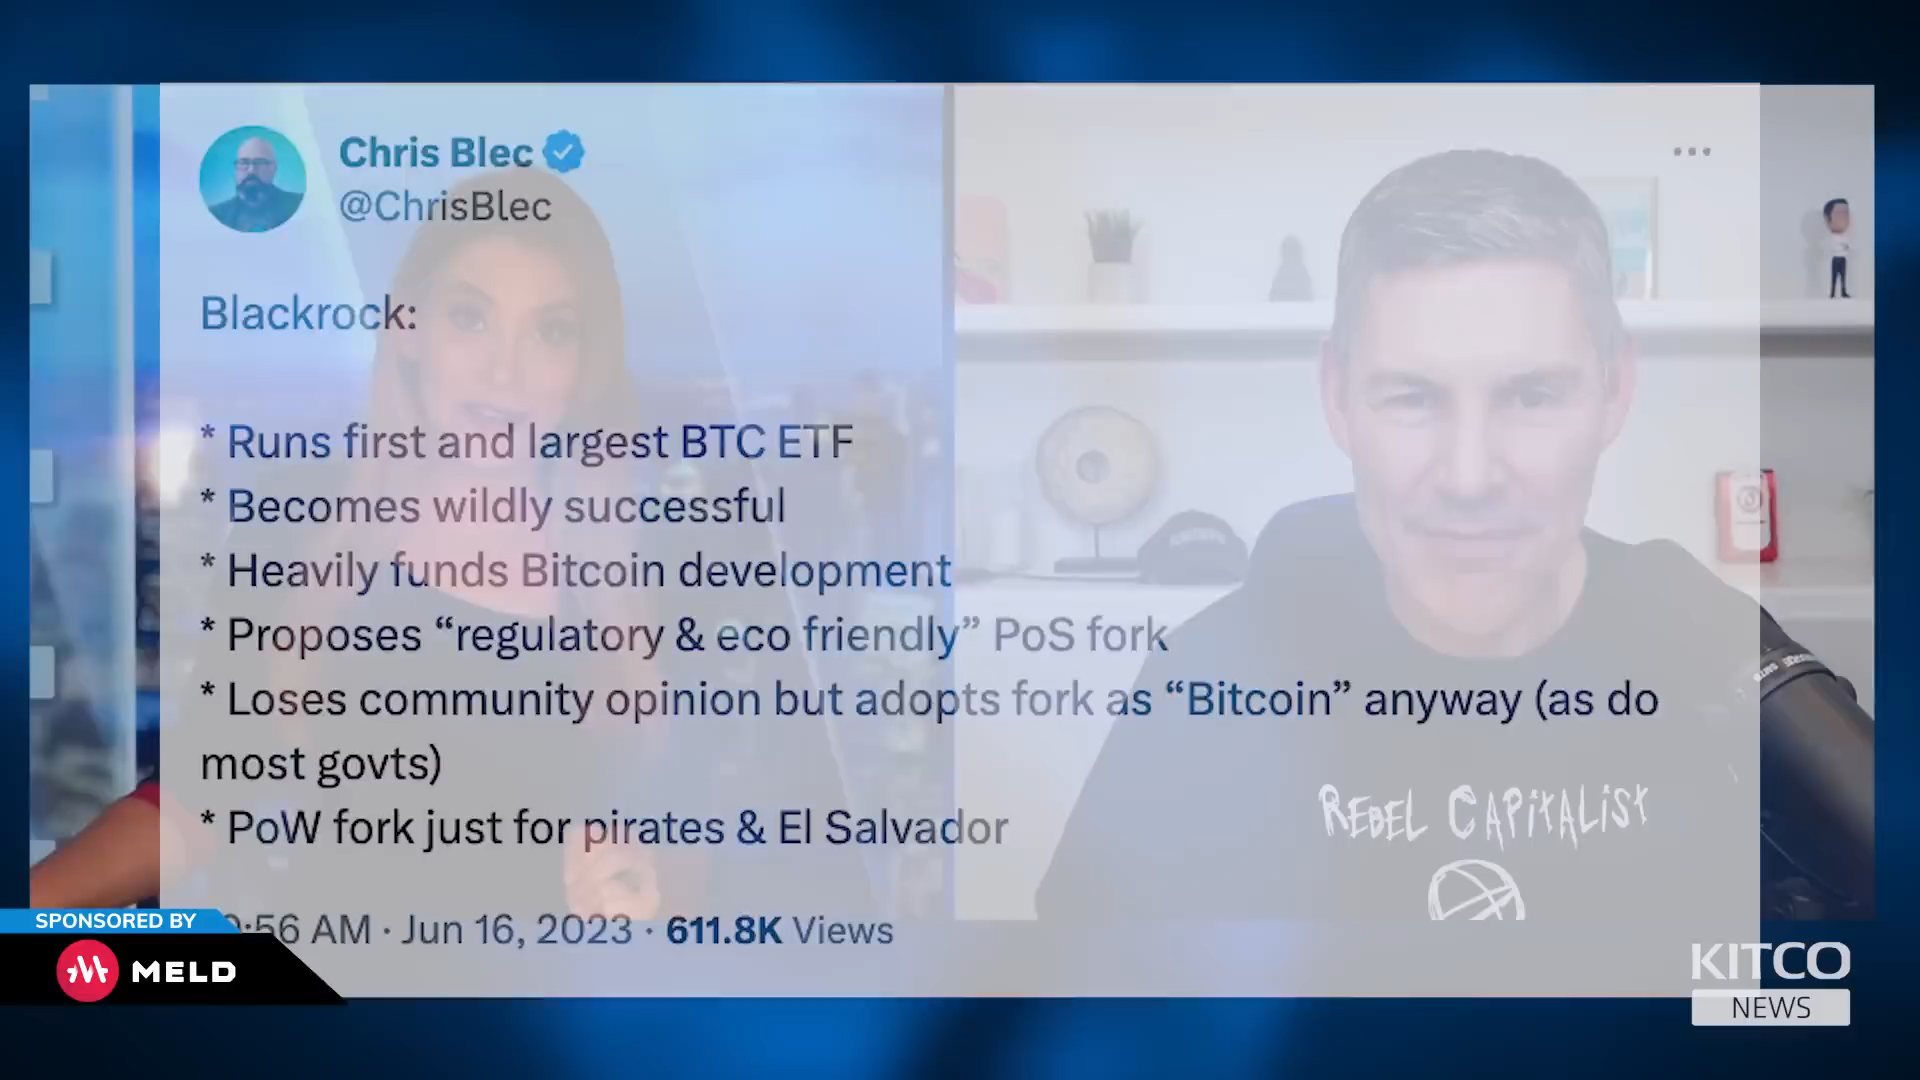 Chris Blec
@ChrisBlec
Blackrock:
* Runs first and largest BTC ETF
* Becomes wildly successful
* Heavily funds Bitcoin development
* Proposes “regulatory & eco friendly” PoS fork
* Loses community opinion but adopts fork as “Bitcoin” anyway (as do
most govts)
* PoW fork just for pirates & El Salvador
:56 AM · Jun 16, 2023 · 611.8K Views
REBEL CAPITALIST
SPONSORED BY
MELD
KITCO
NEWS